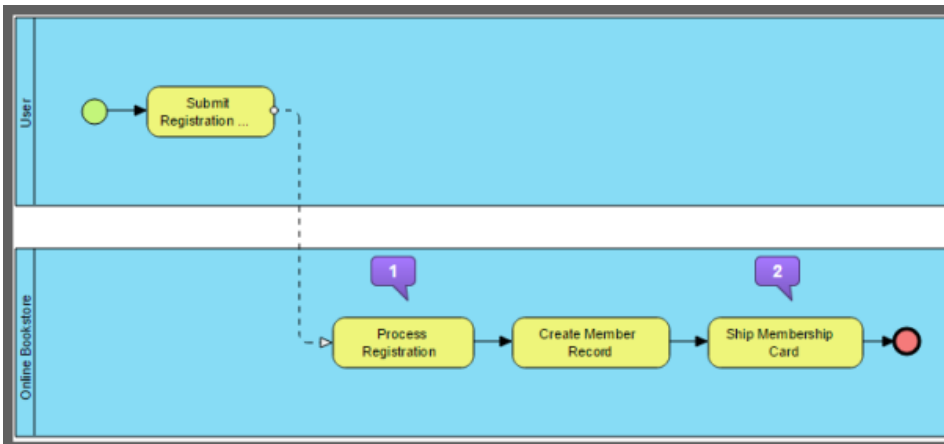 User
Submit
Registration ...
Online Bookstore
1
2
Process
Registration
Create Member
Record
Ship Membership
Card